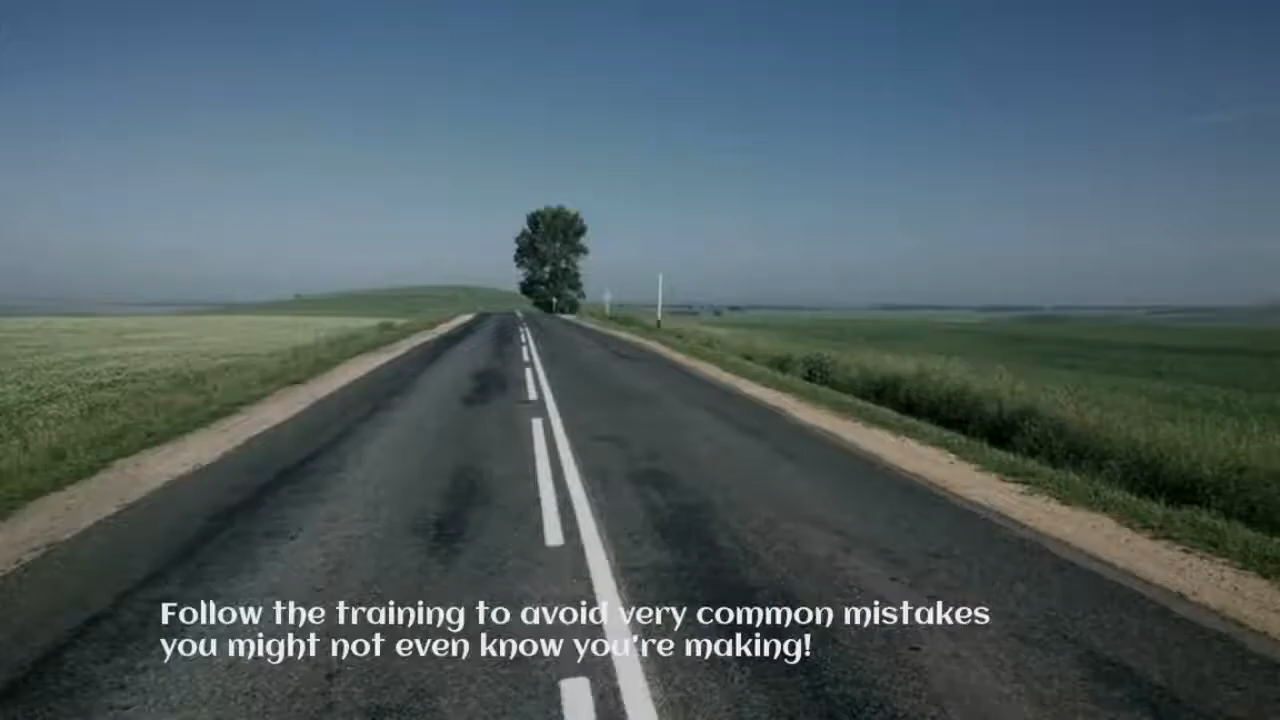 Follow the training to avoid very common mistakes
you might not even know you're making!